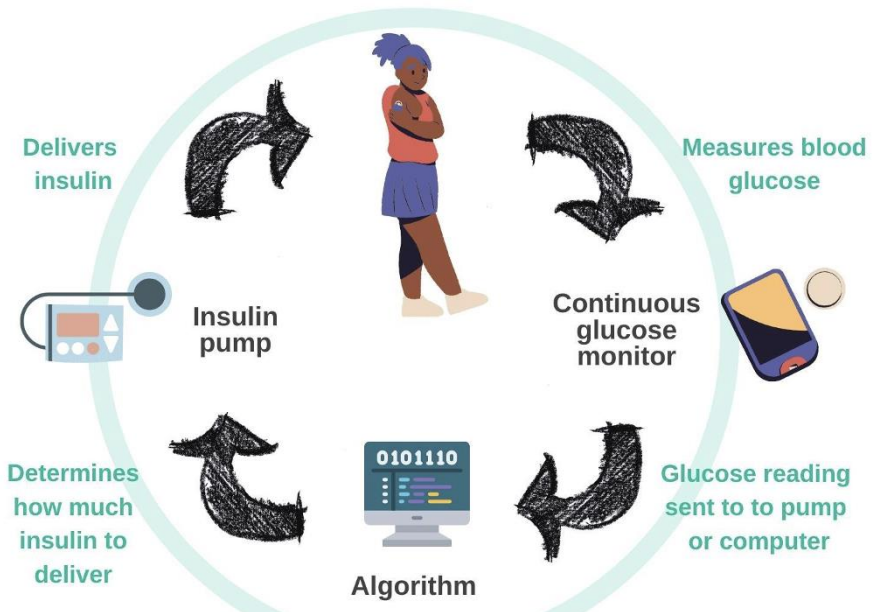 Delivers
insulin
Measures blood
glucose
Insulin
pump
Continuous
glucose
monitor
Determines
how much
insulin to
deliver
0101110
Glucose reading
sent to to pump
or computer
Algorithm